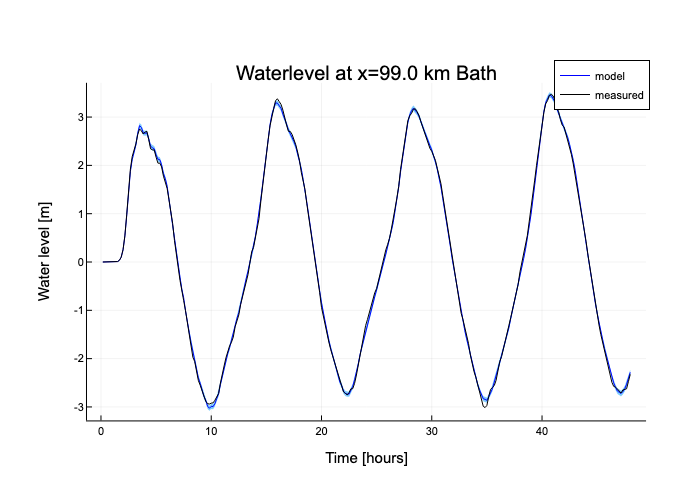 Waterlevel at x=99.0 km Bath
model
measured
3
2
1
0
-1
-2
-3
Water level [m]
0 10 20 30 40
Time [hours]